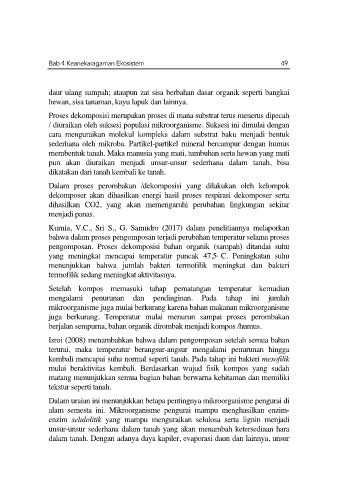 Bab 4 Keanekaragaman Ekosistem 49
daur ulang sampah; ataupun zat sisa berbahan dasar organik seperti bangkai
hewan, sisa tanaman, kayu lapuk dan lainnya.
Proses dekomposisi merupakan proses di mana substrat terus menerus dipecah
/ diuraikan oleh suksesi populasi mikroorganisme. Suksesi ini dimulai dengan
cara menguraikan molekul kompleks dalam substrat baku menjadi bentuk
sederhana oleh mikroba. Partikel-partikel mineral bercampur dengan humus
membentuk tanah. Maka manusia yang mati, tumbuhan serta hewan yang mati
pun akan diuraikan menjadi unsur-unsur sederhana dalam tanah, bisa
dikatakan dari tanah kembali ke tanah.
Dalam proses perombakan /dekomposisi yang dilakukan oleh kelompok
dekomposer akan dihasilkan energi hasil proses respirasi dekomposer serta
dihasilkan CO2, yang akan memengaruhi perubahan lingkungan sekitar
menjadi panas.
Kurnia, V.C., Sri S., G. Samudro (2017) dalam penelitiannya melaporkan
bahwa dalam proses pengomposan terjadi perubahan temperatur selama proses
pengomposan. Proses dekomposisi bahan organik (sampah) ditandai suhu
yang meningkat mencapai temperatur puncak 47,5◦ C. Peningkatan suhu
menunjukkan bahwa jumlah bakteri termofilik meningkat dan bakteri
termofilik sedang meningkat aktivitasnya.
Setelah kompos memasuki tahap pematangan temperatur kemudian
mengalami penurunan dan pendinginan. Pada tahap ini jumlah
mikroorganisme juga mulai berkurang karena bahan makanan mikroorganisme
juga berkurang. Temperatur mulai menurun sampai proses perombakan
berjalan sempurna, bahan organik dirombak menjadi kompos /humus.
Isroi (2008) menambahkan bahwa dalam pengomposan setelah semua bahan
terurai, maka temperatur berangsur-angsur mengalami penurunan hingga
kembali mencapai suhu normal seperti tanah. Pada tahap ini bakteri mesofilik
mulai beraktivitas kembali. Berdasarkan wujud fisik kompos yang sudah
matang menunjukkan semua bagian bahan berwarna kehitaman dan memiliki
tekstur seperti tanah.
Dalam uraian ini menunjukkan betapa pentingnya mikroorganisme pengurai di
alam semesta ini. Mikroorganisme pengurai mampu menghasilkan enzim-
enzim selulolitik yang mampu menguraikan selulosa serta lignin menjadi
unsur-unsur sederhana dalam tanah yang akan menambah ketersediaan hara
dalam tanah. Dengan adanya daya kapiler, evaporasi daun dan lainnya, unsur